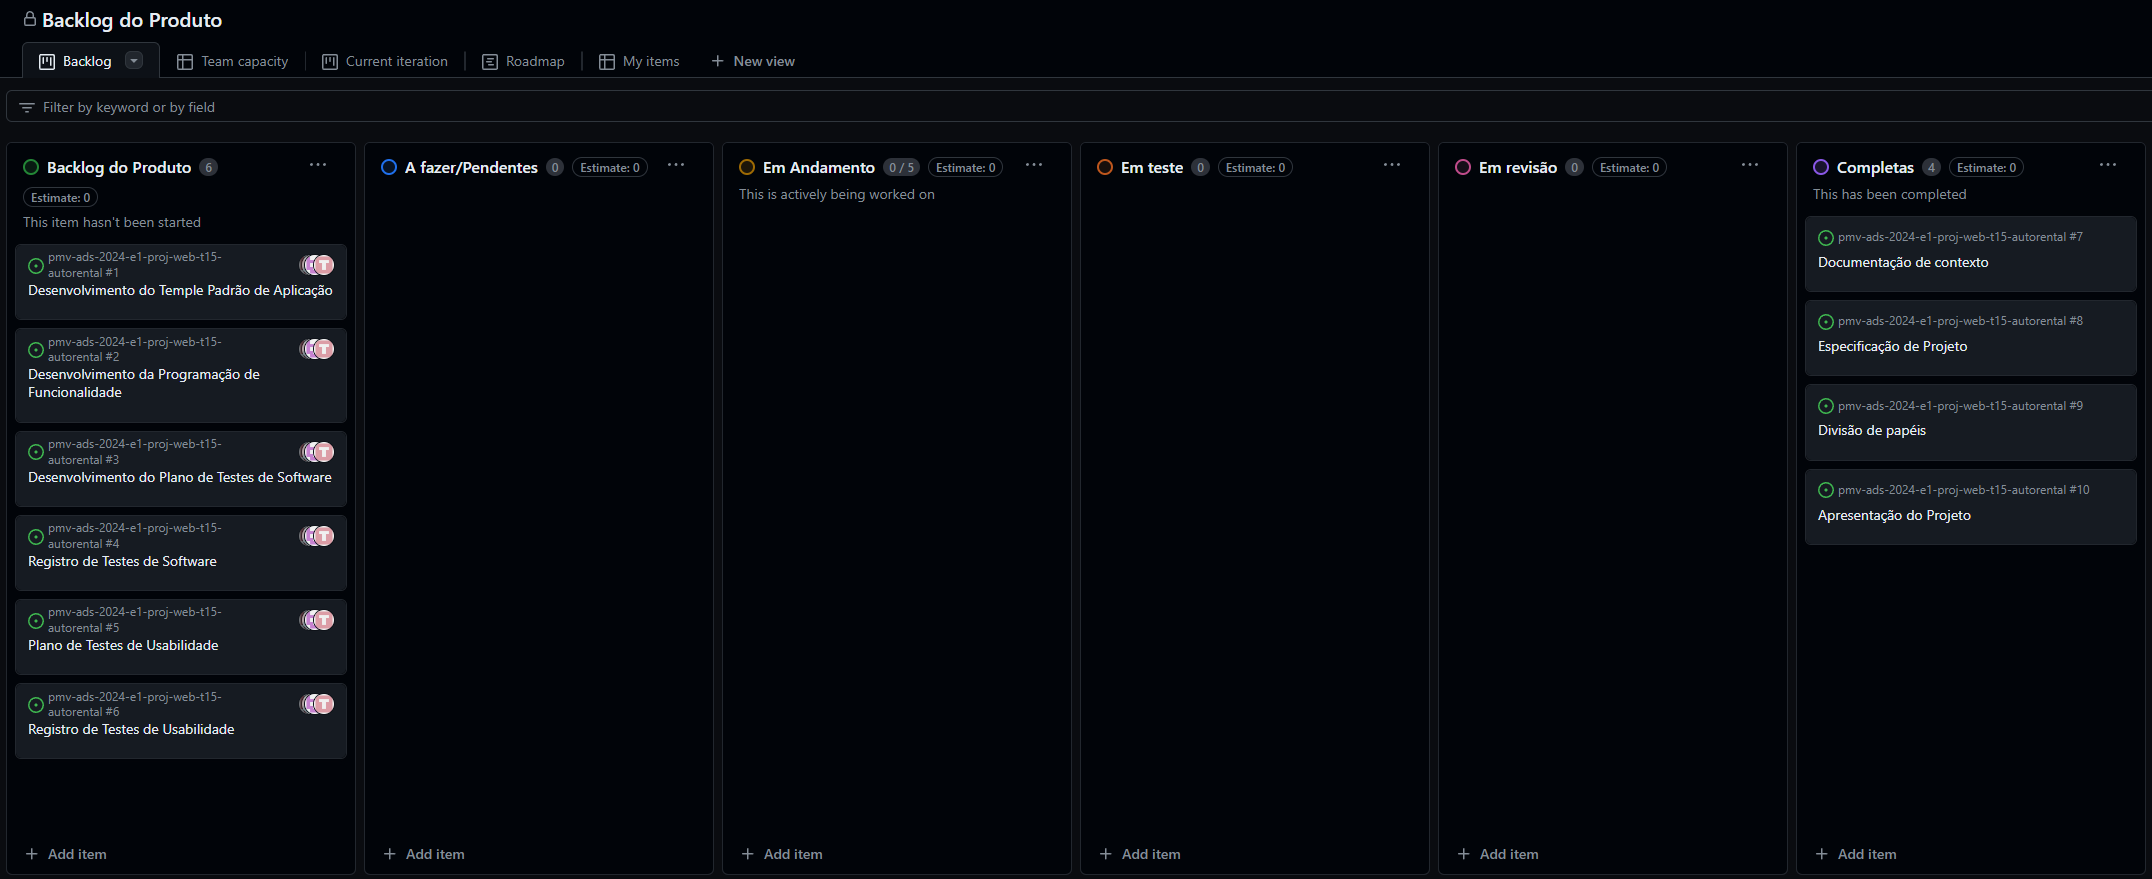 Backlog do Produto
Backlog
Team capacity
Current iteration
Roadmap
My items
New view
Filter by keyword or by field
Backlog do Produto 6
Estimate: 0
This item hasn't been started
pmv-ads-2024-e1-proj-web-t15-
autorental #1
T
Desenvolvimento do Temple Padrão de Aplicação
pmv-ads-2024-e1-proj-web-t15-
autorental #2
T
Desenvolvimento da Programação de
Funcionalidade
pmv-ads-2024-e1-proj-web-t15-
autorental #3
T
Desenvolvimento do Plano de Testes de Software
pmv-ads-2024-e1-proj-web-t15-
autorental #4
T
Registro de Testes de Software
pmv-ads-2024-e1-proj-web-t15-
autorental #5
T
Plano de Testes de Usabilidade
pmv-ads-2024-e1-proj-web-t15-
autorental #6
T
Registro de Testes de Usabilidade
Add item
A fazer/Pendentes 0 Estimate: 0
Add item
Em Andamento 0 / 5 Estimate: 0
This is actively being worked on
Add item
Em teste 0 Estimate: 0
Add item
Em revisão 0 Estimate: 0
Add item
Completas 4 Estimate: 0
This has been completed
pmv-ads-2024-e1-proj-web-t15-autorental #7
Documentação de contexto
pmv-ads-2024-e1-proj-web-t15-autorental #8
Especificação de Projeto
pmv-ads-2024-e1-proj-web-t15-autorental #9
Divisão de papéis
pmv-ads-2024-e1-proj-web-t15-autorental #10
Apresentação do Projeto
Add item